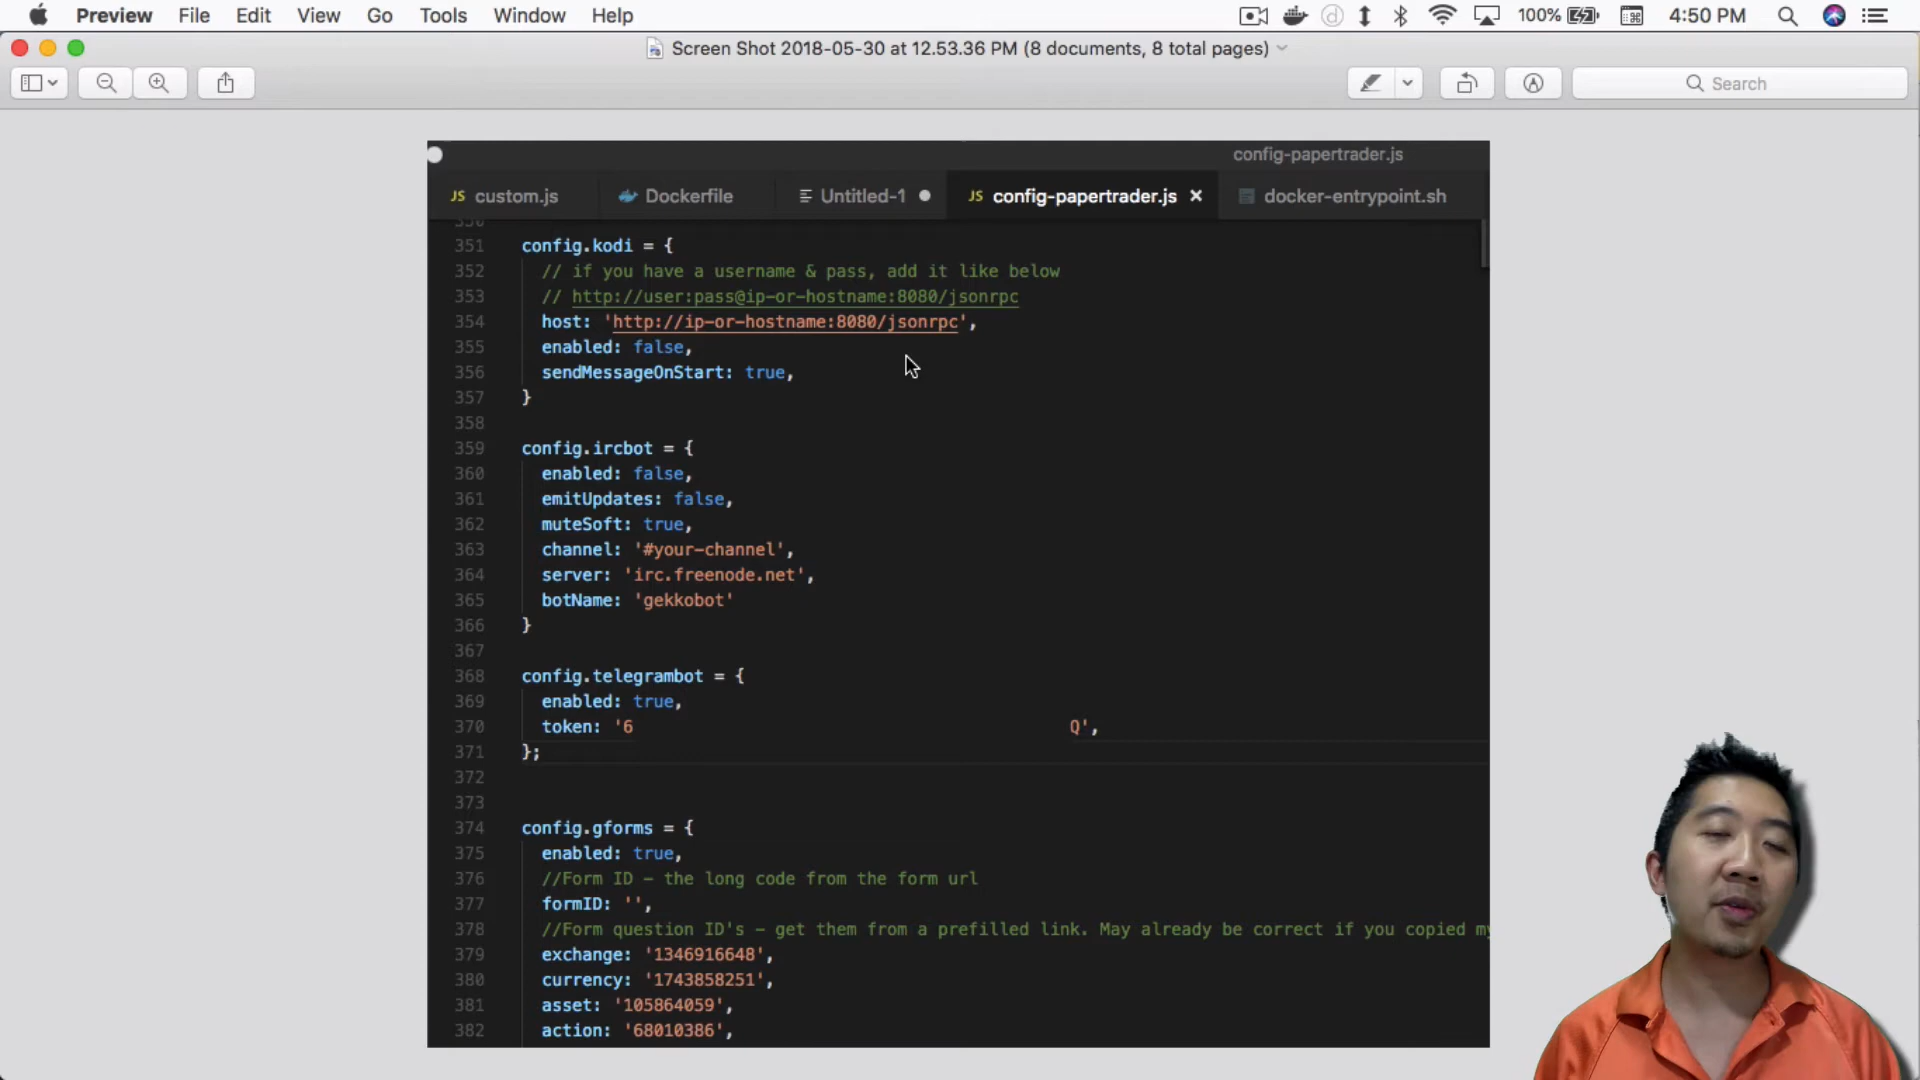 Preview File Edit View Go Tools Window Help 100% 4:50 PM
Screen Shot 2018-05-30 at 12.53.36 PM (8 documents, 8 total pages)
Search
config-papertrader.js
JS custom.js Dockerfile Untitled-1 JS config-papertrader.js × docker-entrypoint.sh
351 config.kodi = {
352 // if you have a username & pass, add it like below
353 // http://user:pass@ip-or-hostname:8080/jsonrpc
354 host: 'http://ip-or-hostname:8080/jsonrpc',
355 enabled: false,
356 sendMessageOnStart: true,
357 }
358
359 config.ircbot = {
360 enabled: false,
361 emitUpdates: false,
362 muteSoft: true,
363 channel: '#your-channel',
364 server: 'irc.freenode.net',
365 botName: 'gekkobot'
366 }
367
368 config.telegrambot = {
369 enabled: true,
370 token: '6 Q',
371 };
372
373
374 config.gforms = {
375 enabled: true,
376 //Form ID - the long code from the form url
377 formID: '',
378 //Form question ID's - get them from a prefilled link. May already be correct if you copied my
379 exchange: '1346916648',
380 currency: '1743858251',
381 asset: '105864059',
382 action: '68010386',